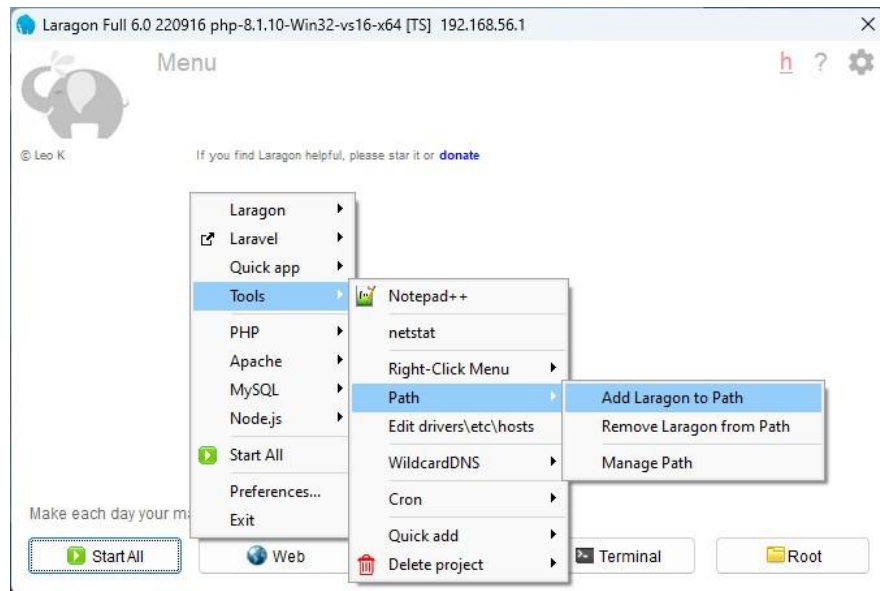 Laragon Full 6.0 220916 php-8.1.10-Win32-vs16-x64 [TS] 192.168.56.1
Menu
h ?
© Leo K
If you find Laragon helpful, please star it or donate
Laragon
Laravel
Quick app
Tools
PHP
Apache
MySQL
Node.js
Start All
Preferences...
Exit
Notepad++
netstat
Right-Click Menu
Path
Edit drivers\etc\hosts
WildcardDNS
Cron
Quick add
Delete project
Add Laragon to Path
Remove Laragon from Path
Manage Path
Make each day your
Start All
Web
Terminal
Root